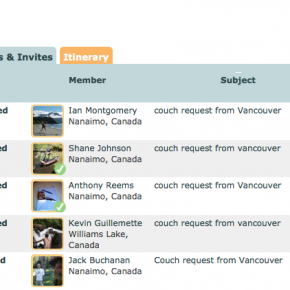 s & Invites Itinerary
Member Subject
ed Ian Montgomery couch request from Vancouver
Nanaimo, Canada
ed Shane Johnson couch request from Vancouver
Nanaimo, Canada
ed Anthony Reems couch request from vancouver
Nanaimo, Canada
ed Kevin Guillemette couch request from vancouver
Williams Lake,
Canada
d Jack Buchanan Couch request from Vancouver
Nanaimo, Canada